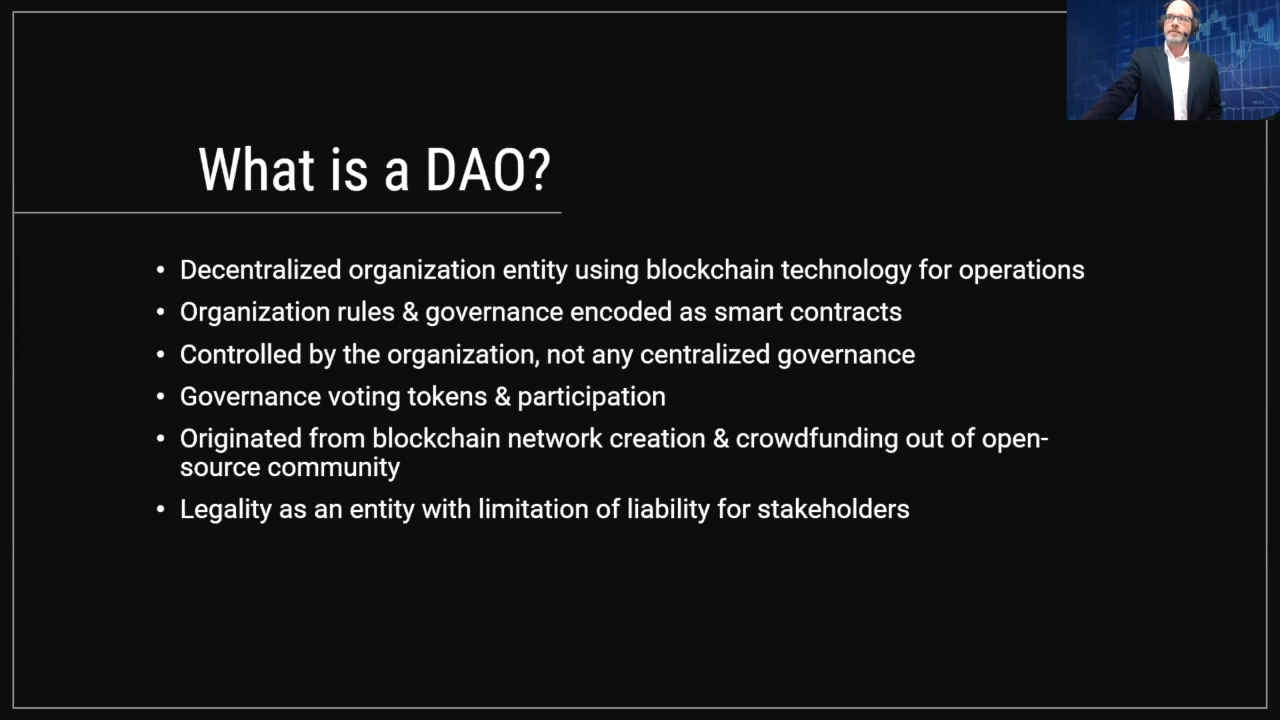 What is a DAO?
• Decentralized organization entity using blockchain technology for operations
• Organization rules & governance encoded as smart contracts
• Controlled by the organization, not any centralized governance
• Governance voting tokens & participation
• Originated from blockchain network creation & crowdfunding out of open-
source community
• Legality as an entity with limitation of liability for stakeholders